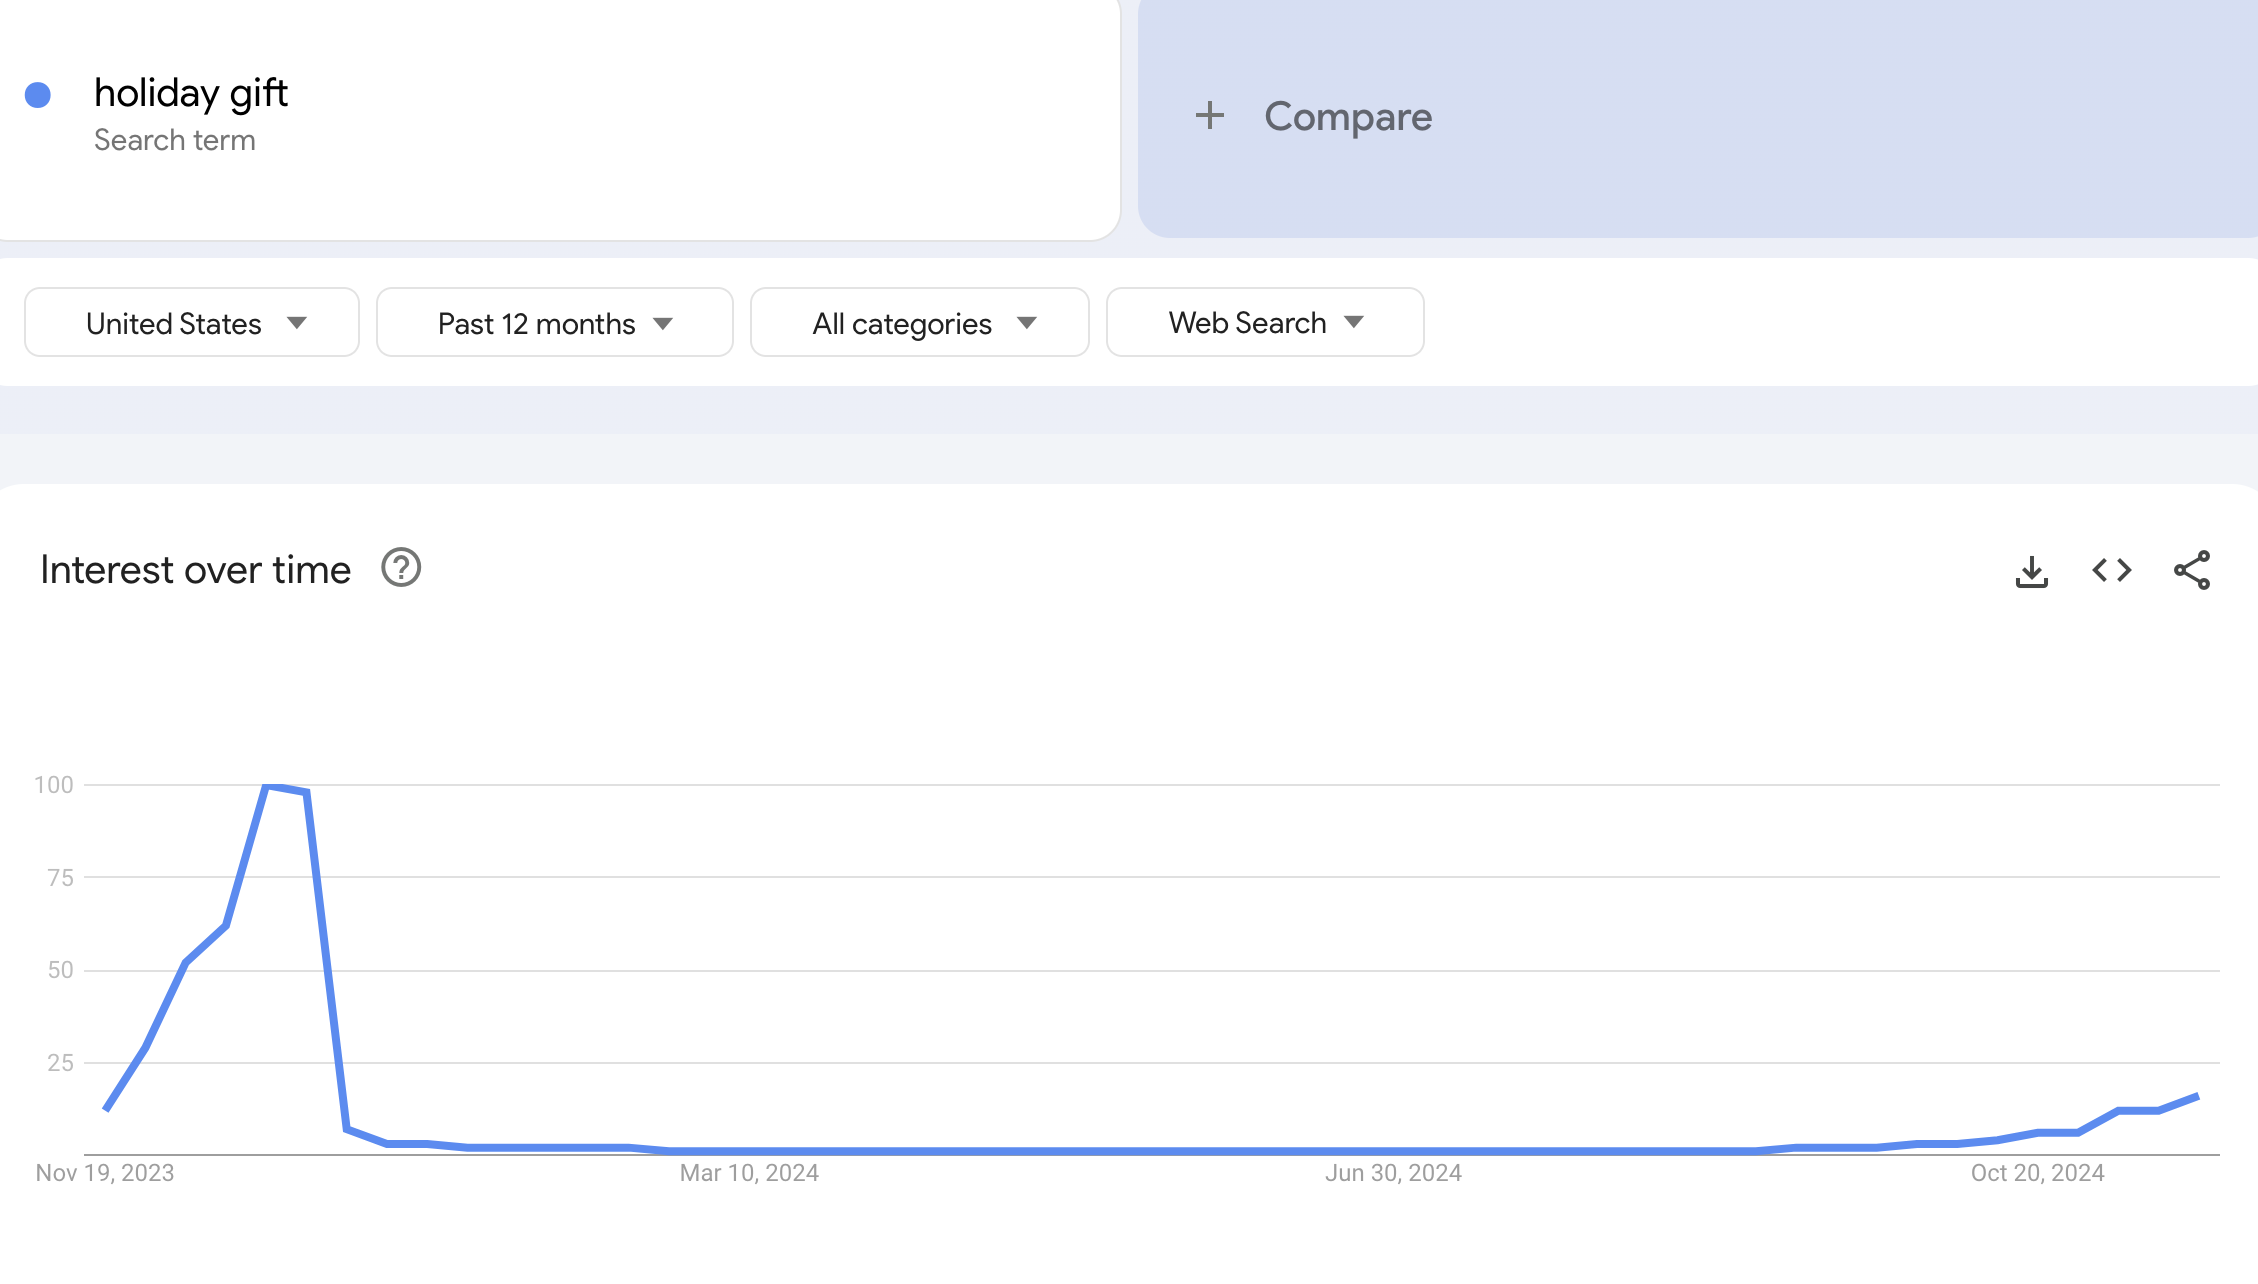 holiday gift
Search term
+ Compare
United States
Past 12 months
All categories
Web Search
Interest over time
100
75
50
25
Nov 19, 2023
Mar 10, 2024
Jun 30, 2024
Oct 20, 2024